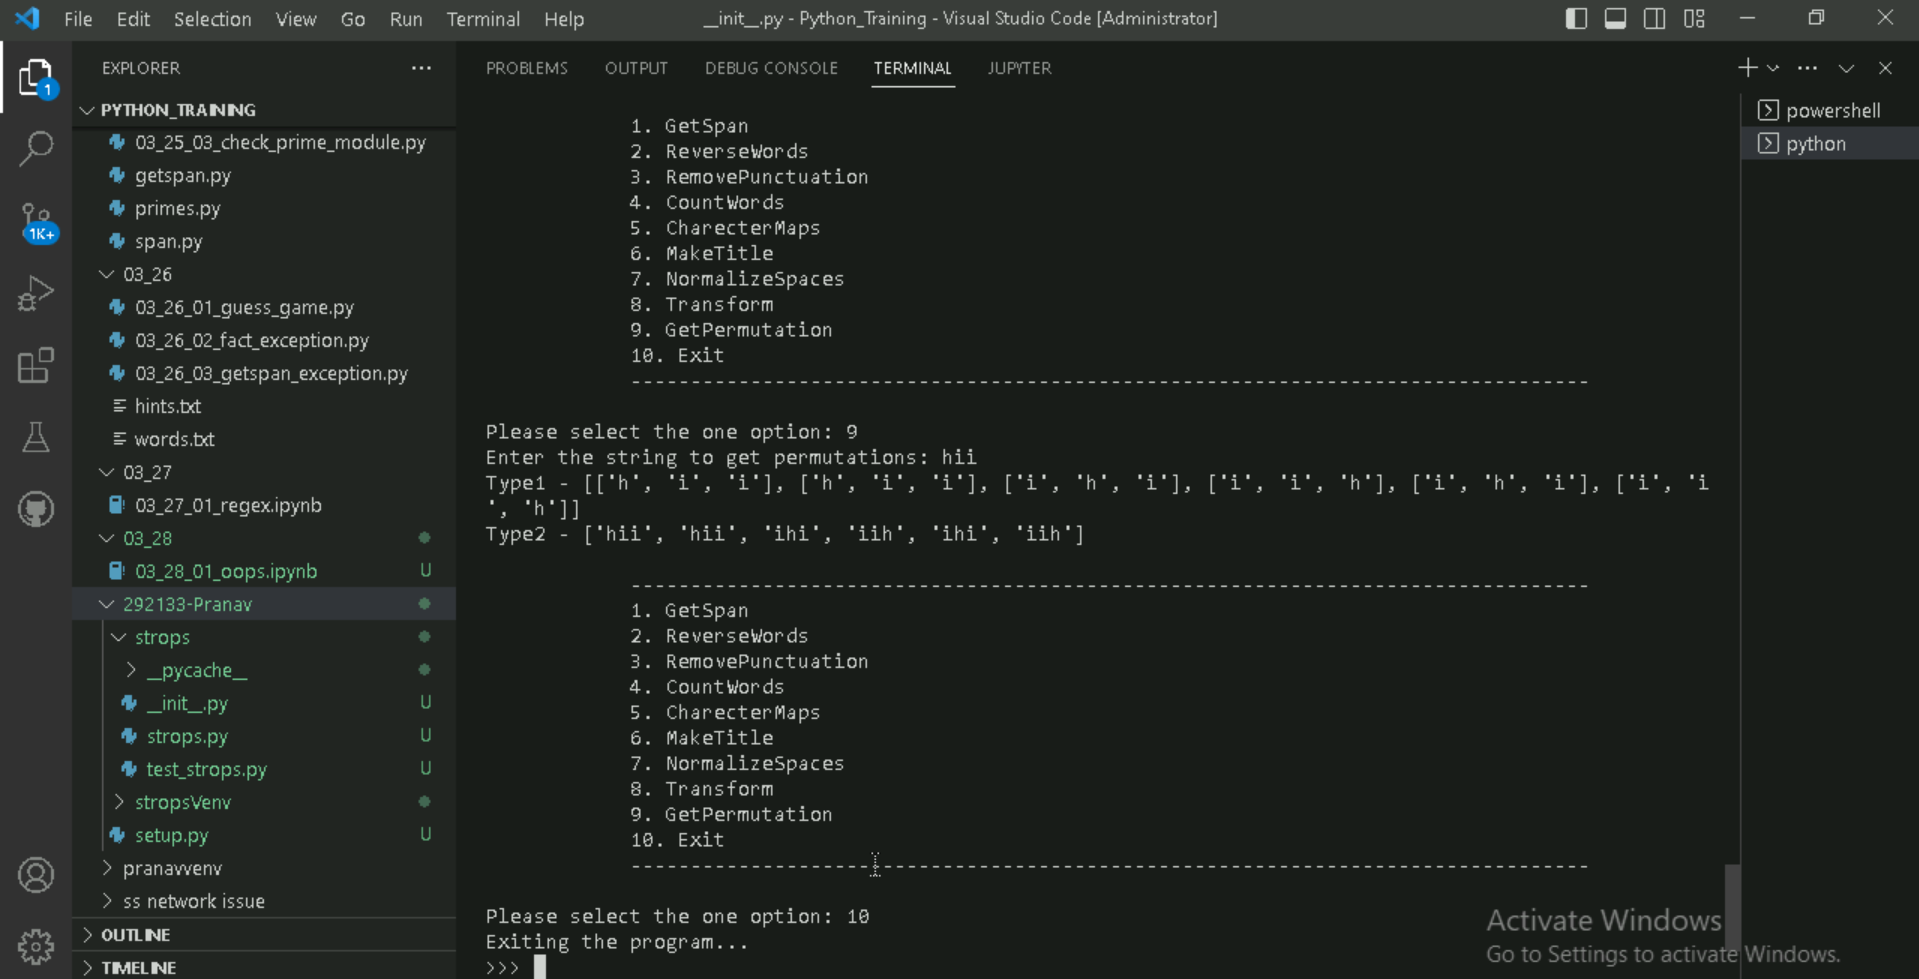 File Edit Selection View Go Run Terminal Help
__init__.py - Python_Training - Visual Studio Code [Administrator]
EXPLORER
PYTHON_TRAINING
03_25_03_check_prime_module.py
getspan.py
primes.py
span.py
03_26
03_26_01_guess_game.py
03_26_02_fact_exception.py
03_26_03_getspan_exception.py
hints.txt
words.txt
03_27
03_27_01_regex.ipynb
03_28
03_28_01_oops.ipynb U
292133-Pranav
strops
__pycache__
__init__.py U
strops.py U
test_strops.py U
stropsVenv
setup.py U
pranavvenv
ss network issue
OUTLINE
TIMELINE
1
1K+
PROBLEMS OUTPUT DEBUG CONSOLE TERMINAL JUPYTER
1. GetSpan
2. ReverseWords
3. RemovePunctuation
4. CountWords
5. CharecterMaps
6. MakeTitle
7. NormalizeSpaces
8. Transform
9. GetPermutation
10. Exit
--------------------------------------------------------------------------------
Please select the one option: 9
Enter the string to get permutations: hii
Type1 - [['h', 'i', 'i'], ['h', 'i', 'i'], ['i', 'h', 'i'], ['i', 'i', 'h'], ['i', 'h', 'i'], ['i', 'i
', 'h']]
Type2 - ['hii', 'hii', 'ihi', 'iih', 'ihi', 'iih']
--------------------------------------------------------------------------------
1. GetSpan
2. ReverseWords
3. RemovePunctuation
4. CountWords
5. CharecterMaps
6. MakeTitle
7. NormalizeSpaces
8. Transform
9. GetPermutation
10. Exit
--------------------------------------------------------------------------------
Please select the one option: 10
Exiting the program...
>>>
powershell
python
Activate Windows
Go to Settings to activate Windows.